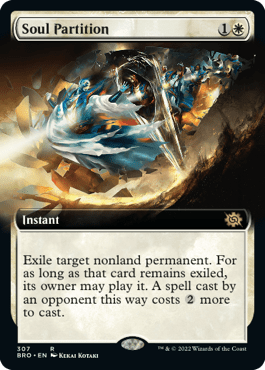 Soul Partition 1
Instant
Exile target nonland permanent. For
as long as that card remains exiled,
its owner may play it. A spell cast by
an opponent this way costs 2 more
to cast.
307 R
BRO • EN KEKAI KOTAKI ™ & © 2022 Wizards of the Coast